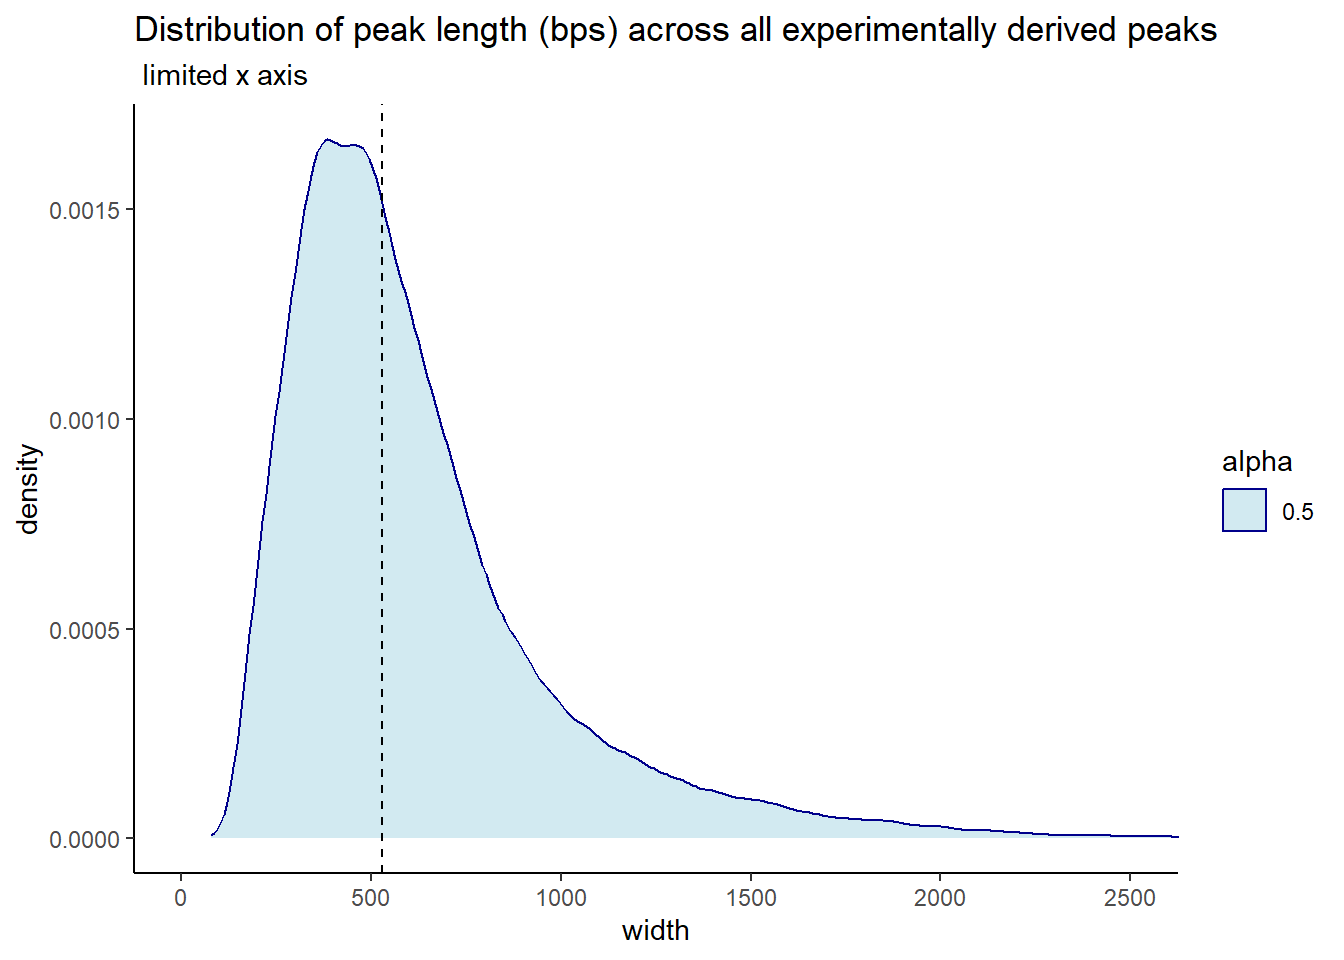 Distribution of peak length (bps) across all experimentally derived peaks
limited x axis
0.0015
0.0010
0.0005
0.0000
density
0
500
1000
1500
2000
2500
width
alpha
0.5